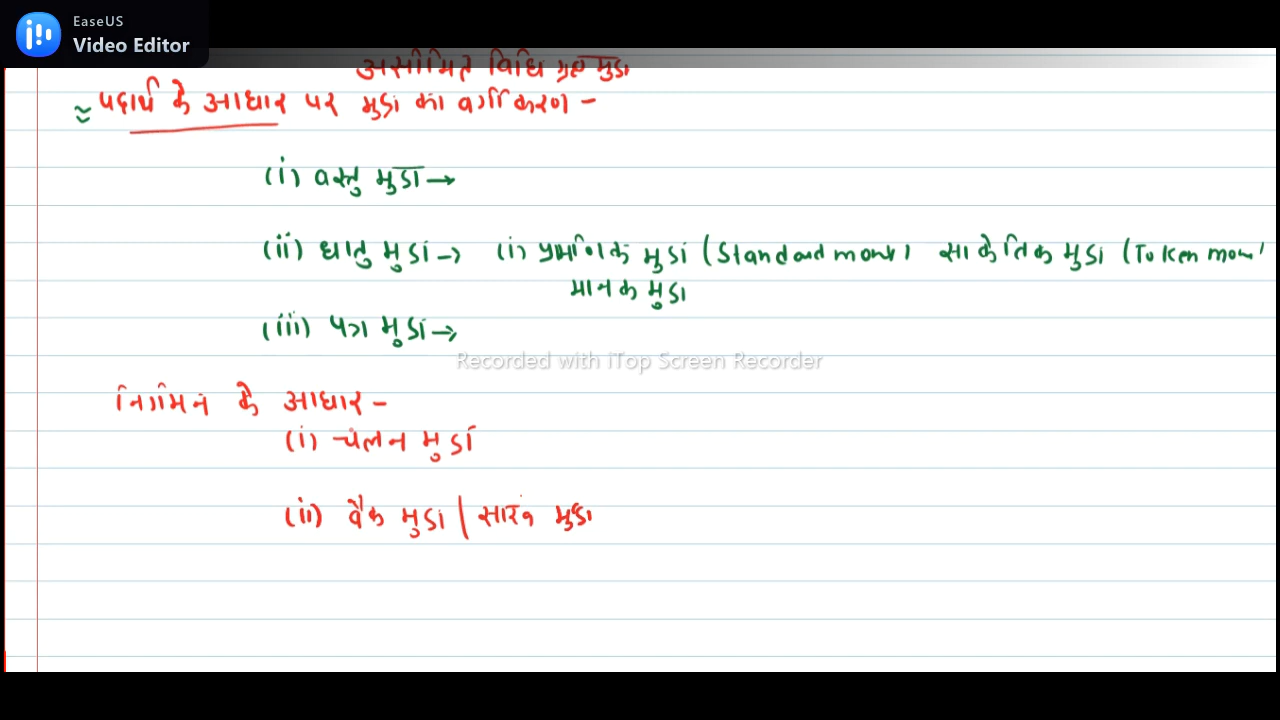 EaseUS
Video Editor
असीमित विधि ग्राह्य मुद्रा
पदार्थ के आधार पर मुद्रा का वर्गीकरण -
(i) वस्तु मुद्रा →
(ii) धातु मुद्रा → (i) प्रमाणिक मुद्रा (Standard money) सांकेतिक मुद्रा (Token mone
मानक मुद्रा
(iii) पत्र मुद्रा →
Recorded with iTop Screen Recorder
निर्गमन के आधार -
(i) चलन मुद्रा
(ii) बैंक मुद्रा | साख मुद्रा